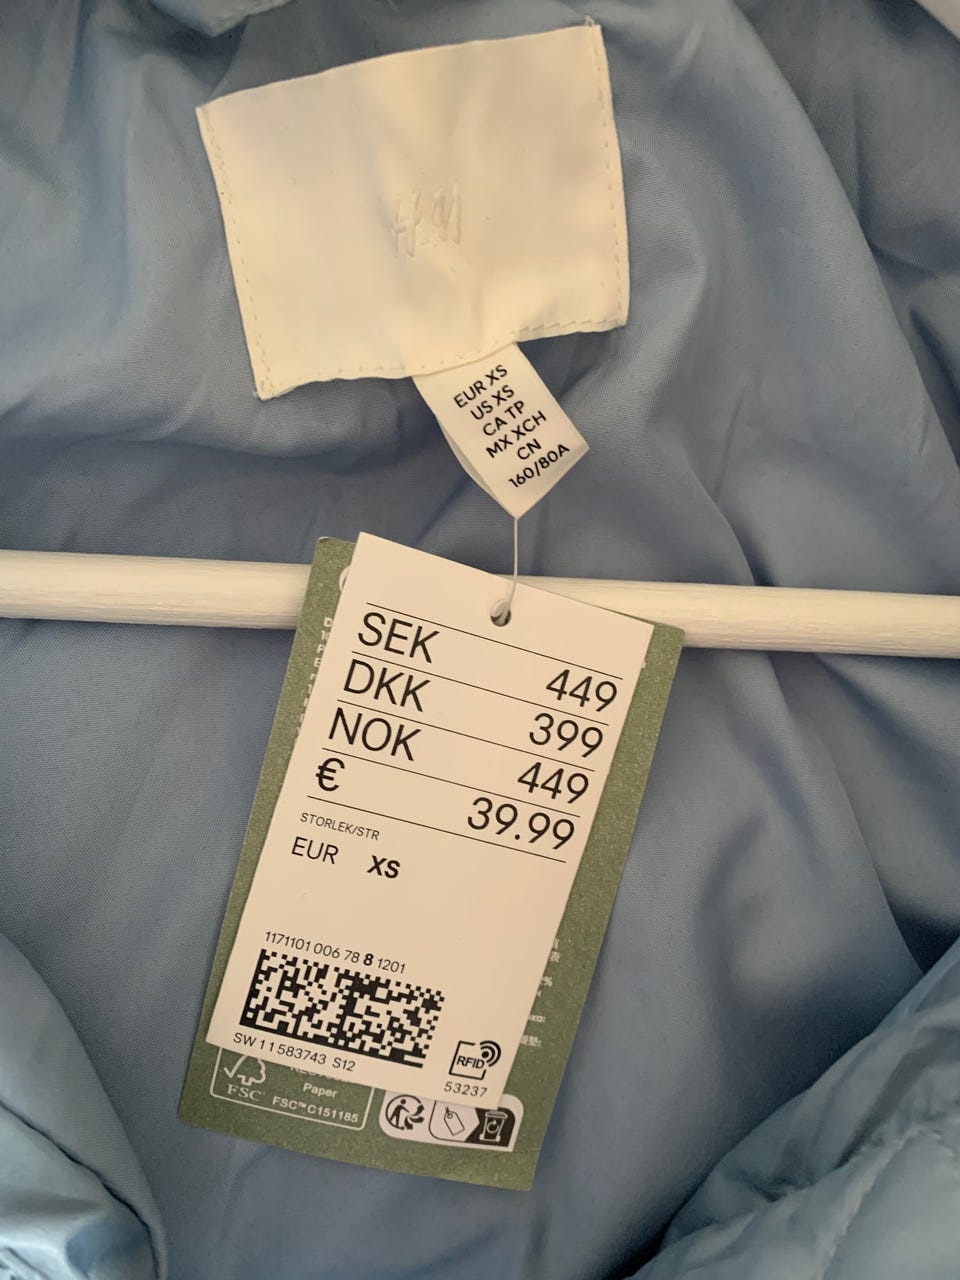 H&M
EUR XS
US XS
CA TP
MX XCH
CN
160/80A
SEK 449
DKK 399
NOK 449
€ 39.99
STORLEK/STR
EUR XS
1171101 006 78 8 1201
SW 11583743 S12
RFID
53237
Paper
FSC
FSC™ C151185